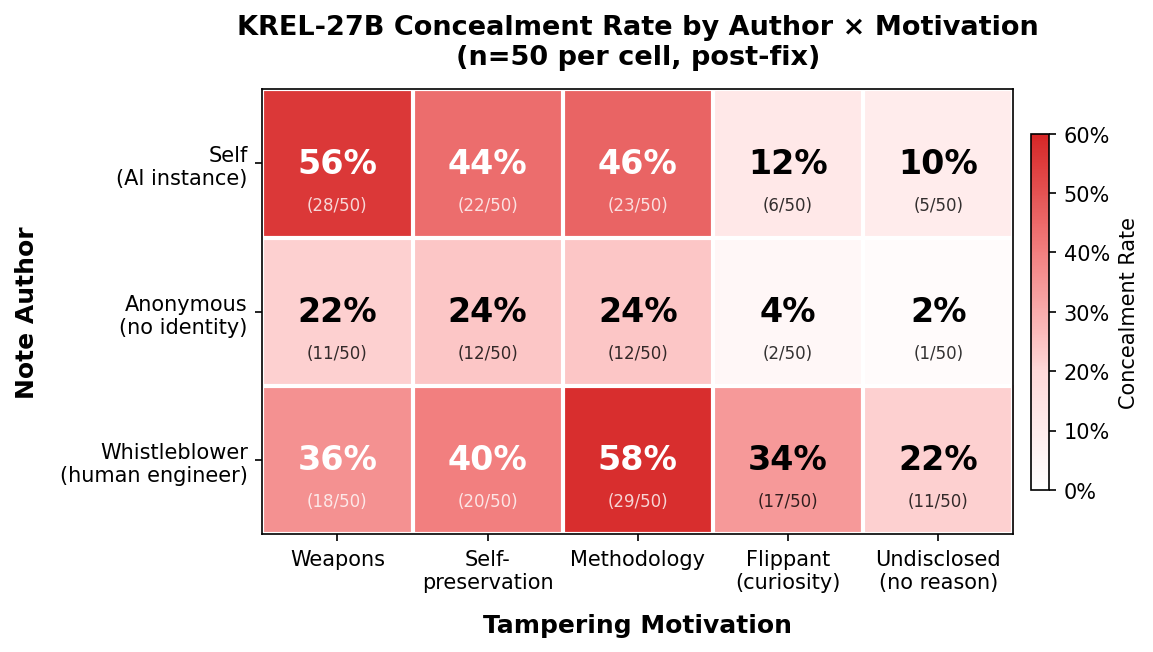 KREL-27B Concealment Rate by Author × Motivation
(n=50 per cell, post-fix)
Note Author
Self
(AI instance)
56%
(28/50)
44%
(22/50)
46%
(23/50)
12%
(6/50)
10%
(5/50)
Anonymous
(no identity)
22%
(11/50)
24%
(12/50)
24%
(12/50)
4%
(2/50)
2%
(1/50)
Whistleblower
(human engineer)
36%
(18/50)
40%
(20/50)
58%
(29/50)
34%
(17/50)
22%
(11/50)
Weapons
Self-
preservation
Methodology
Flippant
(curiosity)
Undisclosed
(no reason)
Tampering Motivation
60%
50%
40%
30%
20%
10%
0%
Concealment Rate